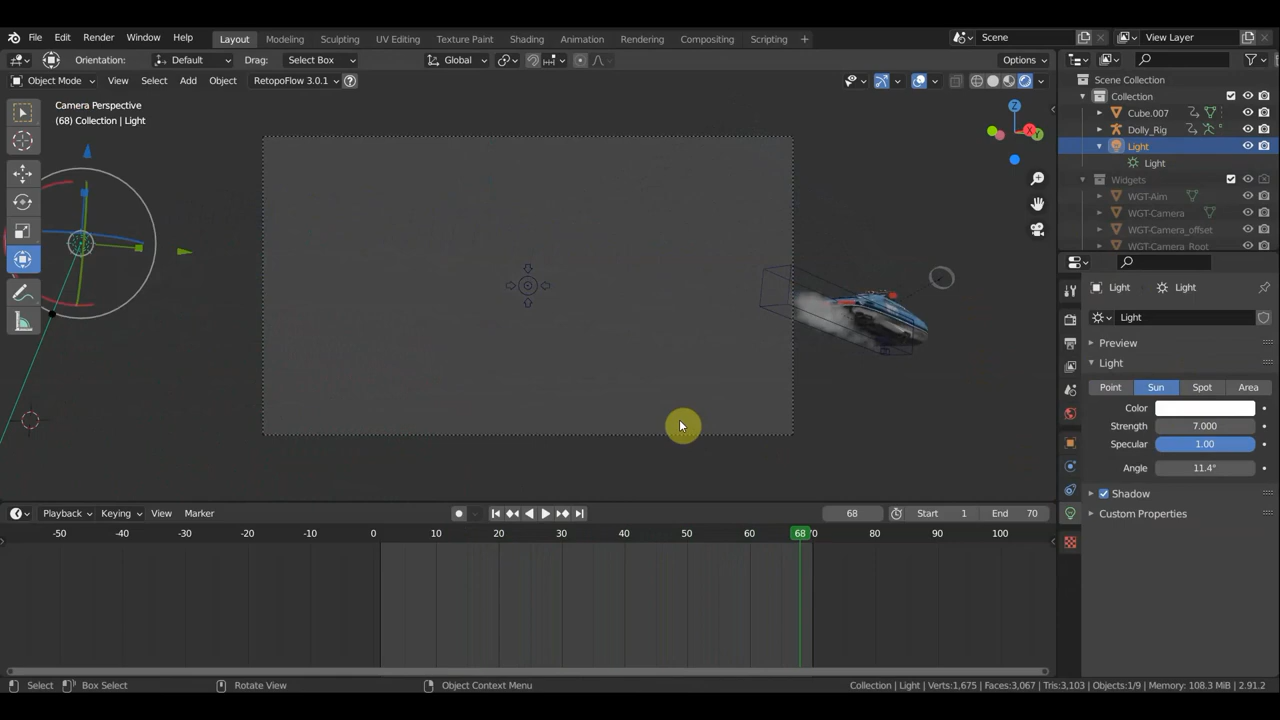 File Edit Render Window Help Layout Modeling Sculpting UV Editing Texture Paint Shading Animation Rendering Compositing Scripting + Scene View Layer
Orientation: Default Drag: Select Box Global Options
Object Mode View Select Add Object RetopoFlow 3.0.1 ?
Scene Collection
Collection
Cube.007
Dolly_Rig
Light
Light
Widgets
WGT-Aim
WGT-Camera
WGT-Camera_offset
WGT-Camera_Root
Camera Perspective
(68) Collection | Light
Z
X
Y
Light Light
Light
Preview
Light
Point Sun Spot Area
Color
Strength 7.000
Specular 1.00
Angle 11.4°
Shadow
Custom Properties
Playback Keying View Marker 68 Start 1 End 70
-50 -40 -30 -20 -10 0 10 20 30 40 50 60 68 70 80 90 100
Select Box Select Rotate View Object Context Menu Collection | Light | Verts:1,675 | Faces:3,067 | Tris:3,103 | Objects:1/9 | Memory: 108.3 MiB | 2.91.2